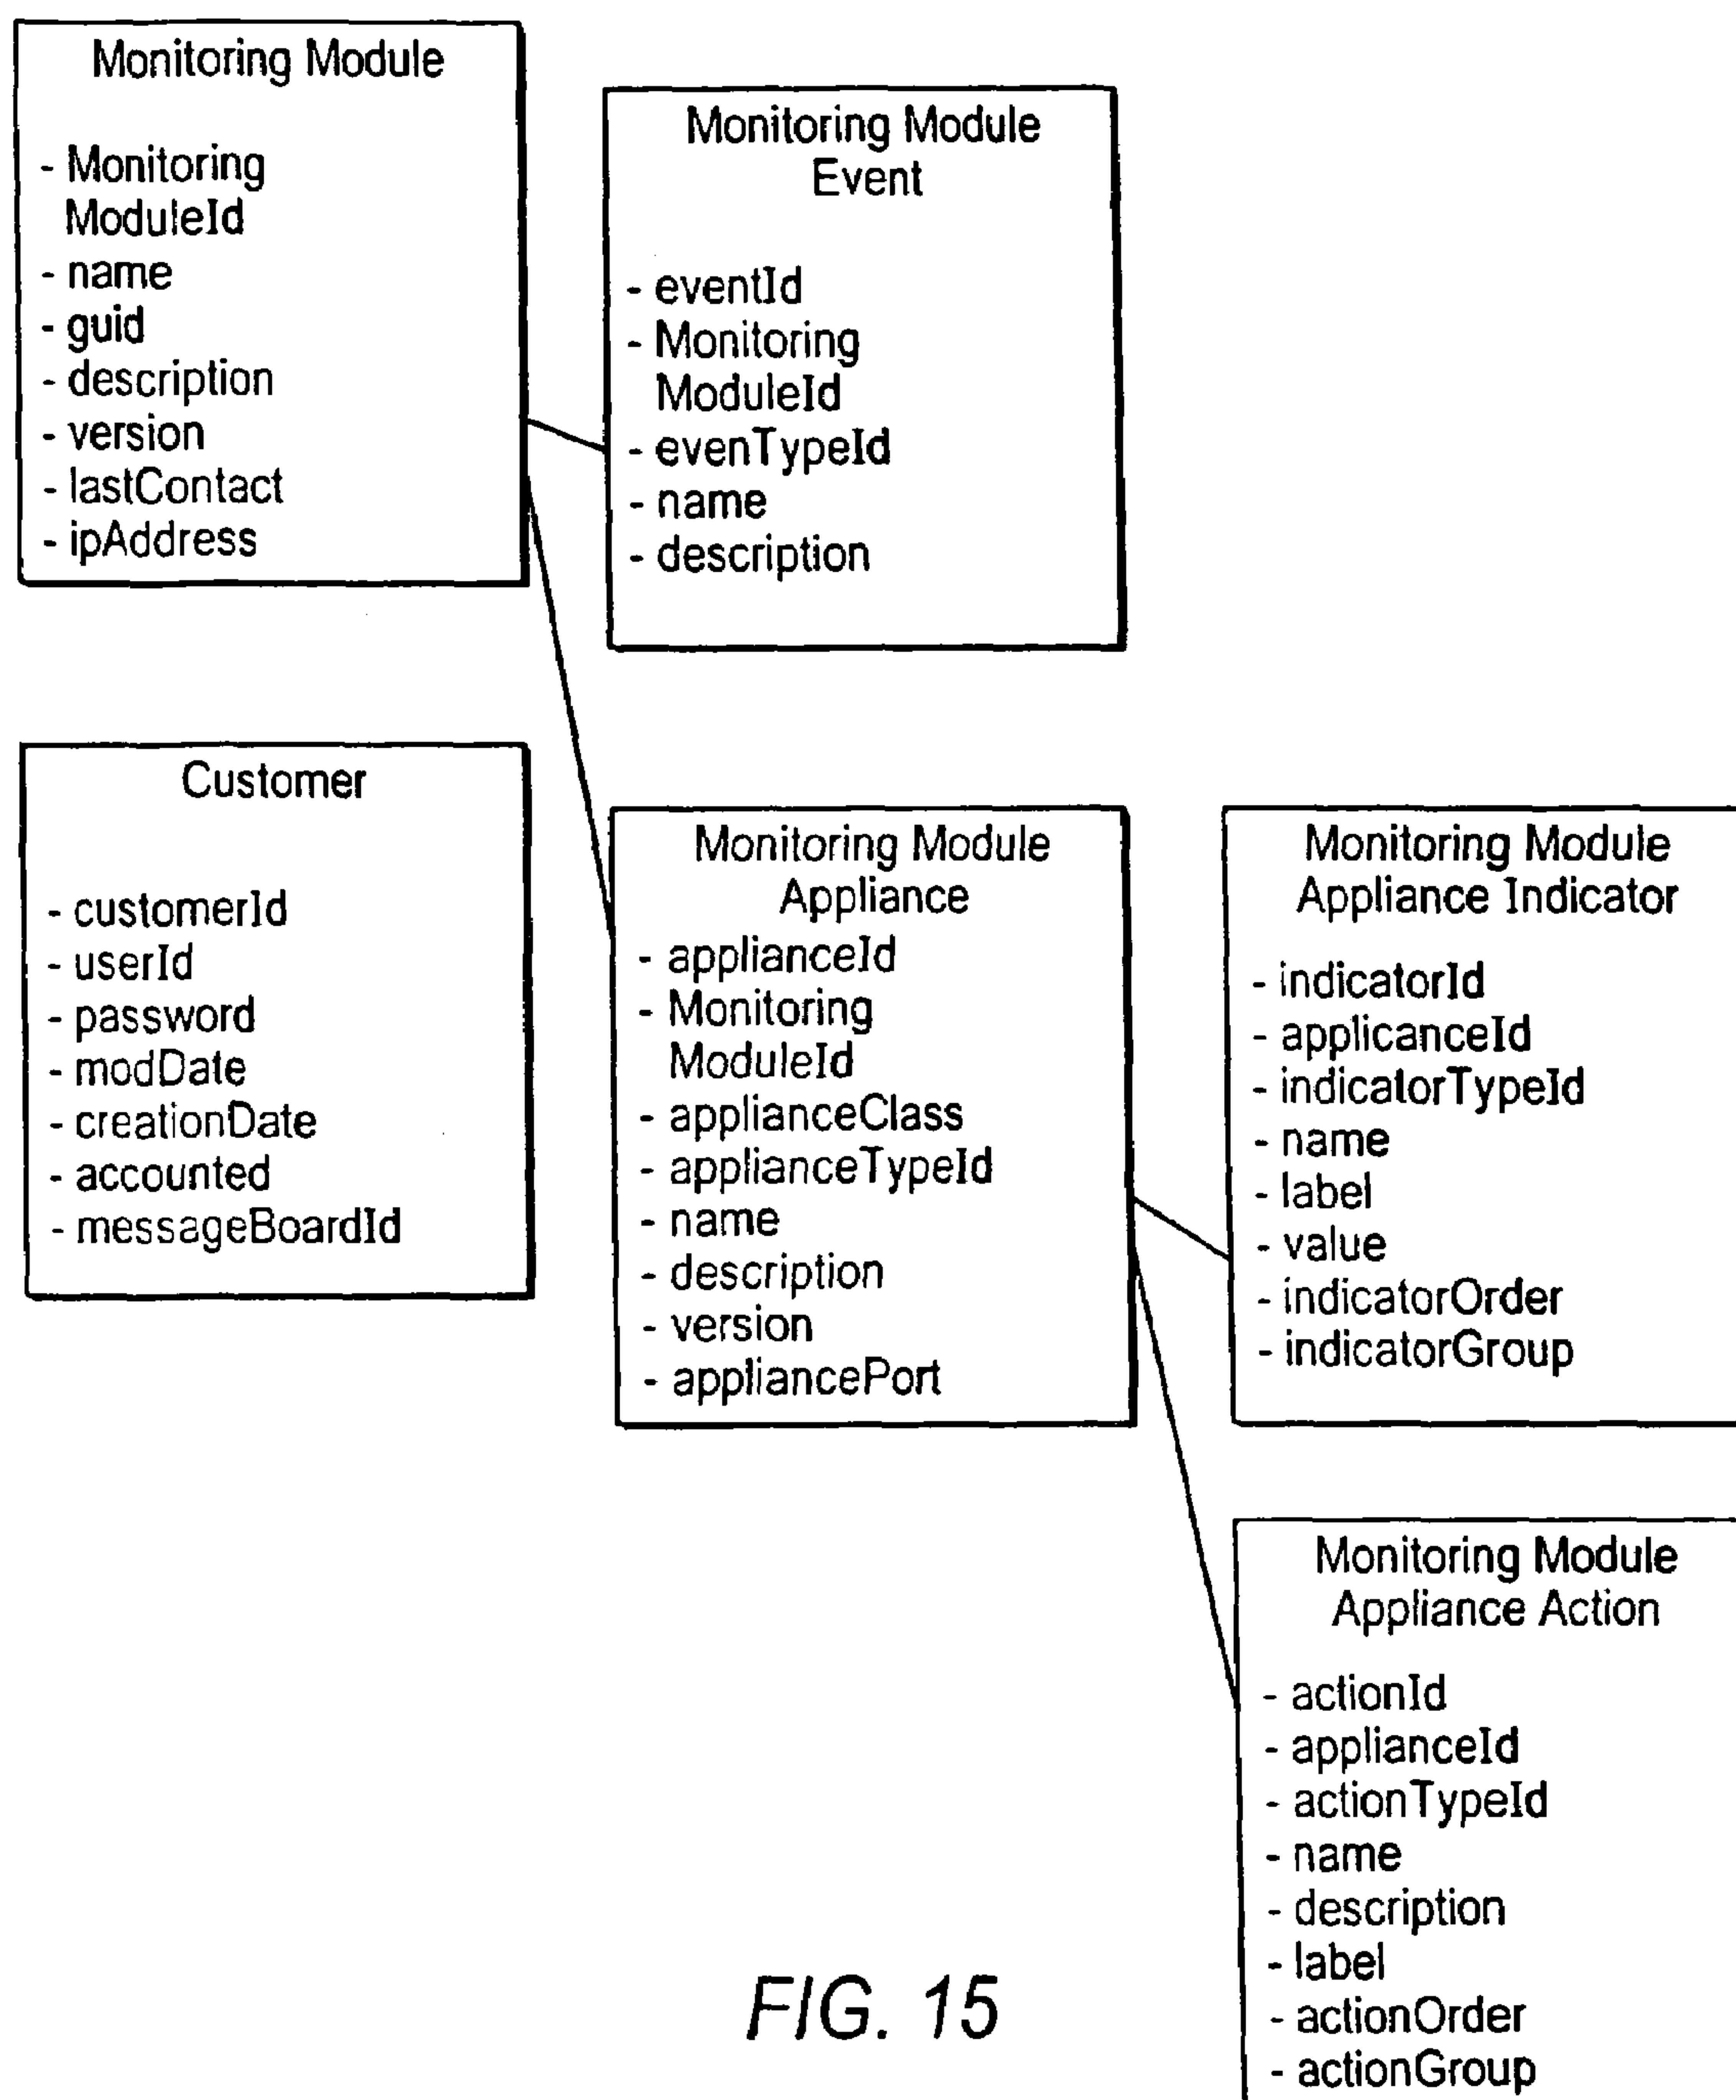 Monitoring Module
- Monitoring
ModuleId
- name
- guid
- description
- version
- lastContact
- ipAddress
Monitoring Module
Event
- eventId
- Monitoring
ModuleId
- evenTypeId
- name
- description
Customer
- customerId
- userId
- password
- modDate
- creationDate
- accounted
- messageBoardId
Monitoring Module
Appliance
- applianceId
- Monitoring
ModuleId
- applianceClass
- applianceTypeId
- name
- description
- version
- appliancePort
Monitoring Module
Appliance Indicator
- indicatorId
- applicanceId
- indicatorTypeId
- name
- label
- value
- indicatorOrder
- indicatorGroup
Monitoring Module
Appliance Action
- actionId
- applianceId
- actionTypeId
- name
- description
- label
- actionOrder
- actionGroup
FIG. 15